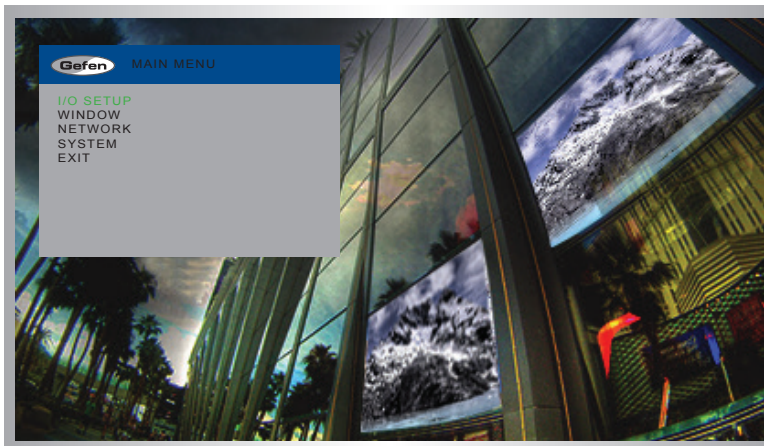 Gefen MAIN MENU
I/O SETUP
WINDOW
NETWORK
SYSTEM
EXIT